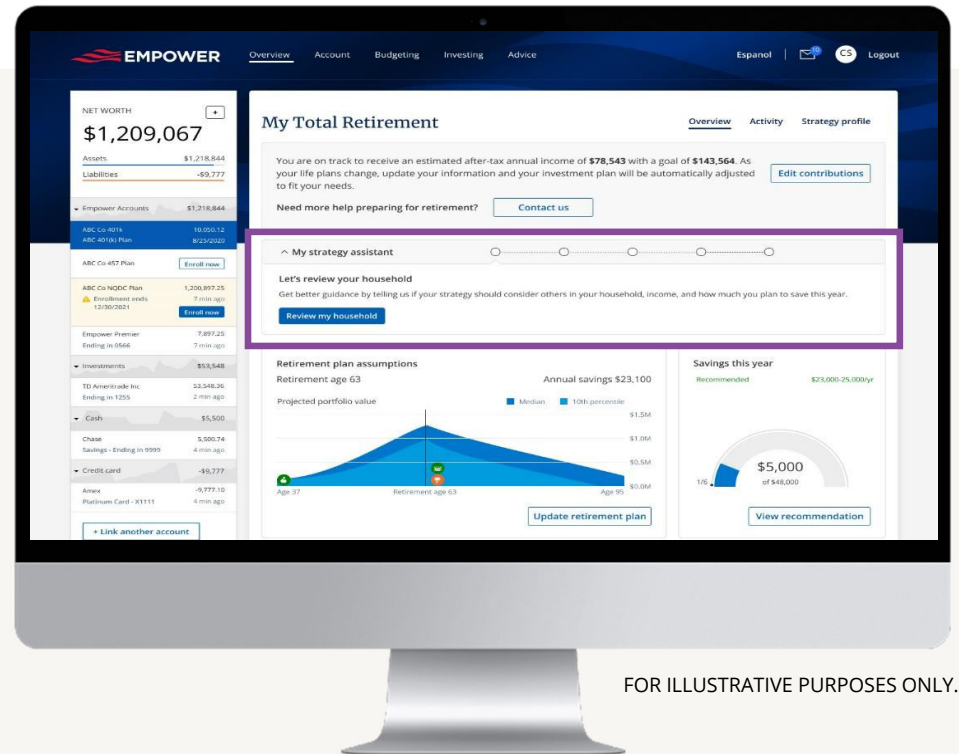 EMPOWER
Overview Account Budgeting Investing Advice
Espanol | 10 CS Logout
NET WORTH +
$1,209,067
Assets $1,218,844
Liabilities -$9,777
Empower Accounts $1,218,844
ABC Co 401k 10,050.12
ABC 401(k) Plan 8/25/2020
ABC Co 457 Plan Enroll now
ABC Co NQDC Plan 1,200,897.25
Enrollment ends 7 min ago
12/30/2021 Enroll now
Empower Premier 7,897.25
Ending in 0566 7 min ago
Investments $53,548
TD Ameritrade Inc 53,548.36
Ending in 1255 2 min ago
Cash $5,500
Chase 5,500.74
Savings - Ending in 9999 4 min ago
Credit card -$9,777
Amex -9,777.10
Platinum Card - X1111 4 min ago
+ Link another account
My Total Retirement
Overview Activity Strategy profile
You are on track to receive an estimated after-tax annual income of $78,543 with a goal of $143,564. As
your life plans change, update your information and your investment plan will be automatically adjusted
to fit your needs.
Edit contributions
Need more help preparing for retirement? Contact us
My strategy assistant
Let's review your household
Get better guidance by telling us if your strategy should consider others in your household, income, and how much you plan to save this year.
Review my household
Retirement plan assumptions
Retirement age 63 Annual savings $23,100
Projected portfolio value Median 10th percentile
$1.5M
$1.0M
$0.5M
$0.0M
Age 37 Retirement age 63 Age 95
Update retirement plan
Savings this year
Recommended $23,000-25,000/yr
$5,000
1/6 of $48,000
View recommendation
FOR ILLUSTRATIVE PURPOSES ONLY.